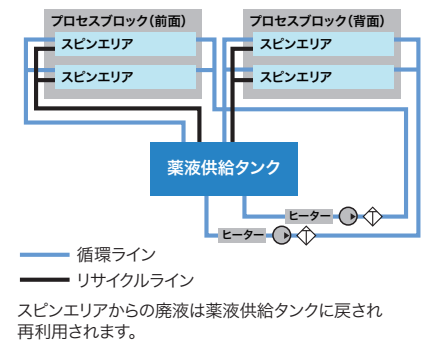 プロセスブロック（前面）
スピンエリア
スピンエリア
プロセスブロック（背面）
スピンエリア
スピンエリア
薬液供給タンク
ヒーター
ヒーター
循環ライン
リサイクルライン
スピンエリアからの廃液は薬液供給タンクに戻され
再利用されます。